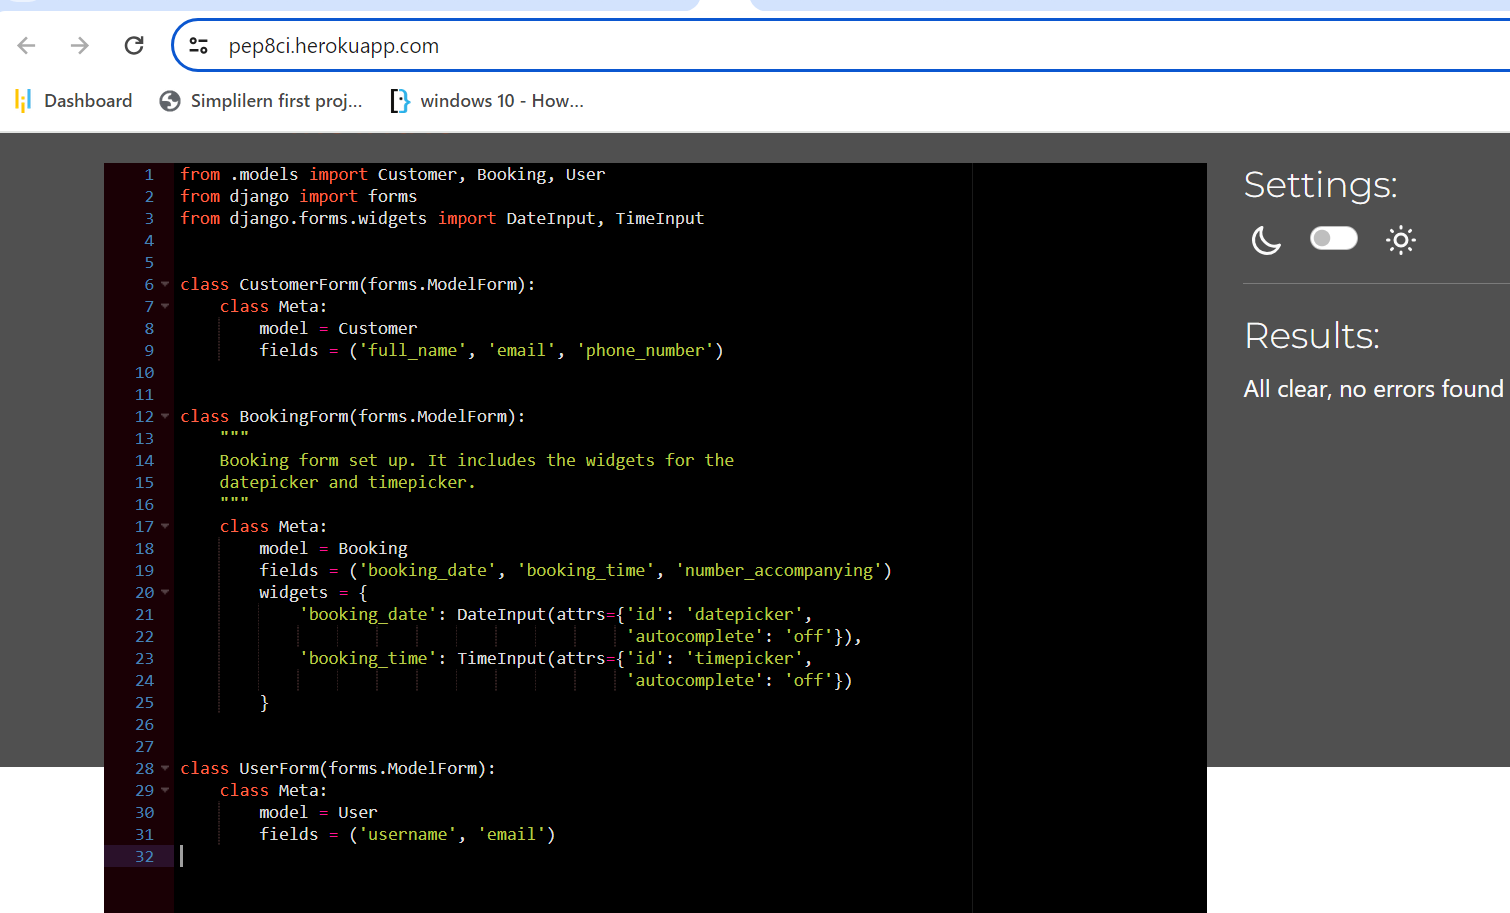 pep8ci.herokuapp.com
Dashboard Simplilern first proj... windows 10 - How...
1 from .models import Customer, Booking, User
2 from django import forms
3 from django.forms.widgets import DateInput, TimeInput
4
5
6 class CustomerForm(forms.ModelForm):
7     class Meta:
8         model = Customer
9         fields = ('full_name', 'email', 'phone_number')
10
11
12 class BookingForm(forms.ModelForm):
13     """
14     Booking form set up. It includes the widgets for the
15     datepicker and timepicker.
16     """
17     class Meta:
18         model = Booking
19         fields = ('booking_date', 'booking_time', 'number_accompanying')
20         widgets = {
21             'booking_date': DateInput(attrs={'id': 'datepicker',
22                                              'autocomplete': 'off'}),
23             'booking_time': TimeInput(attrs={'id': 'timepicker',
24                                              'autocomplete': 'off'})
25         }
26
27
28 class UserForm(forms.ModelForm):
29     class Meta:
30         model = User
31         fields = ('username', 'email')
32
Settings:
Results:
All clear, no errors found